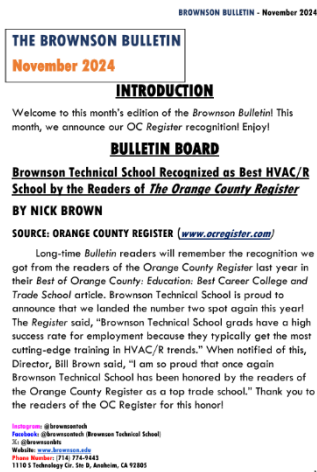 BROWNSON BULLETIN - November 2024
THE BROWNSON BULLETIN
November 2024
INTRODUCTION
Welcome to this month's edition of the Brownson Bulletin! This
month, we announce our OC Register recognition! Enjoy!
BULLETIN BOARD
Brownson Technical School Recognized as Best HVAC/R
School by the Readers of The Orange County Register
BY NICK BROWN
SOURCE: ORANGE COUNTY REGISTER (www.ocregister.com)
Long-time Bulletin readers will remember the recognition we
got from the readers of the Orange County Register last year in
their Best of Orange County: Education: Best Career College and
Trade School article. Brownson Technical School is proud to
announce that we landed the number two spot again this year!
The Register said, "Brownson Technical School grads have a high
success rate for employment because they typically get the most
cutting-edge training in HVAC/R trends." When notified of this,
Director, Bill Brown said, "I am so proud that once again
Brownson Technical School has been honored by the readers of
the Orange County Register as a top trade school." Thank you to
the readers of the OC Register for this honor!
Instagram: @brownsontech
Facebook: @brownsontech (Brownson Technical School)
X: @brownsonbts
Website: www.brownson.edu
Phone Number: (714) 774-9443
1110 S Technology Cir. Ste D, Anaheim, CA 92805